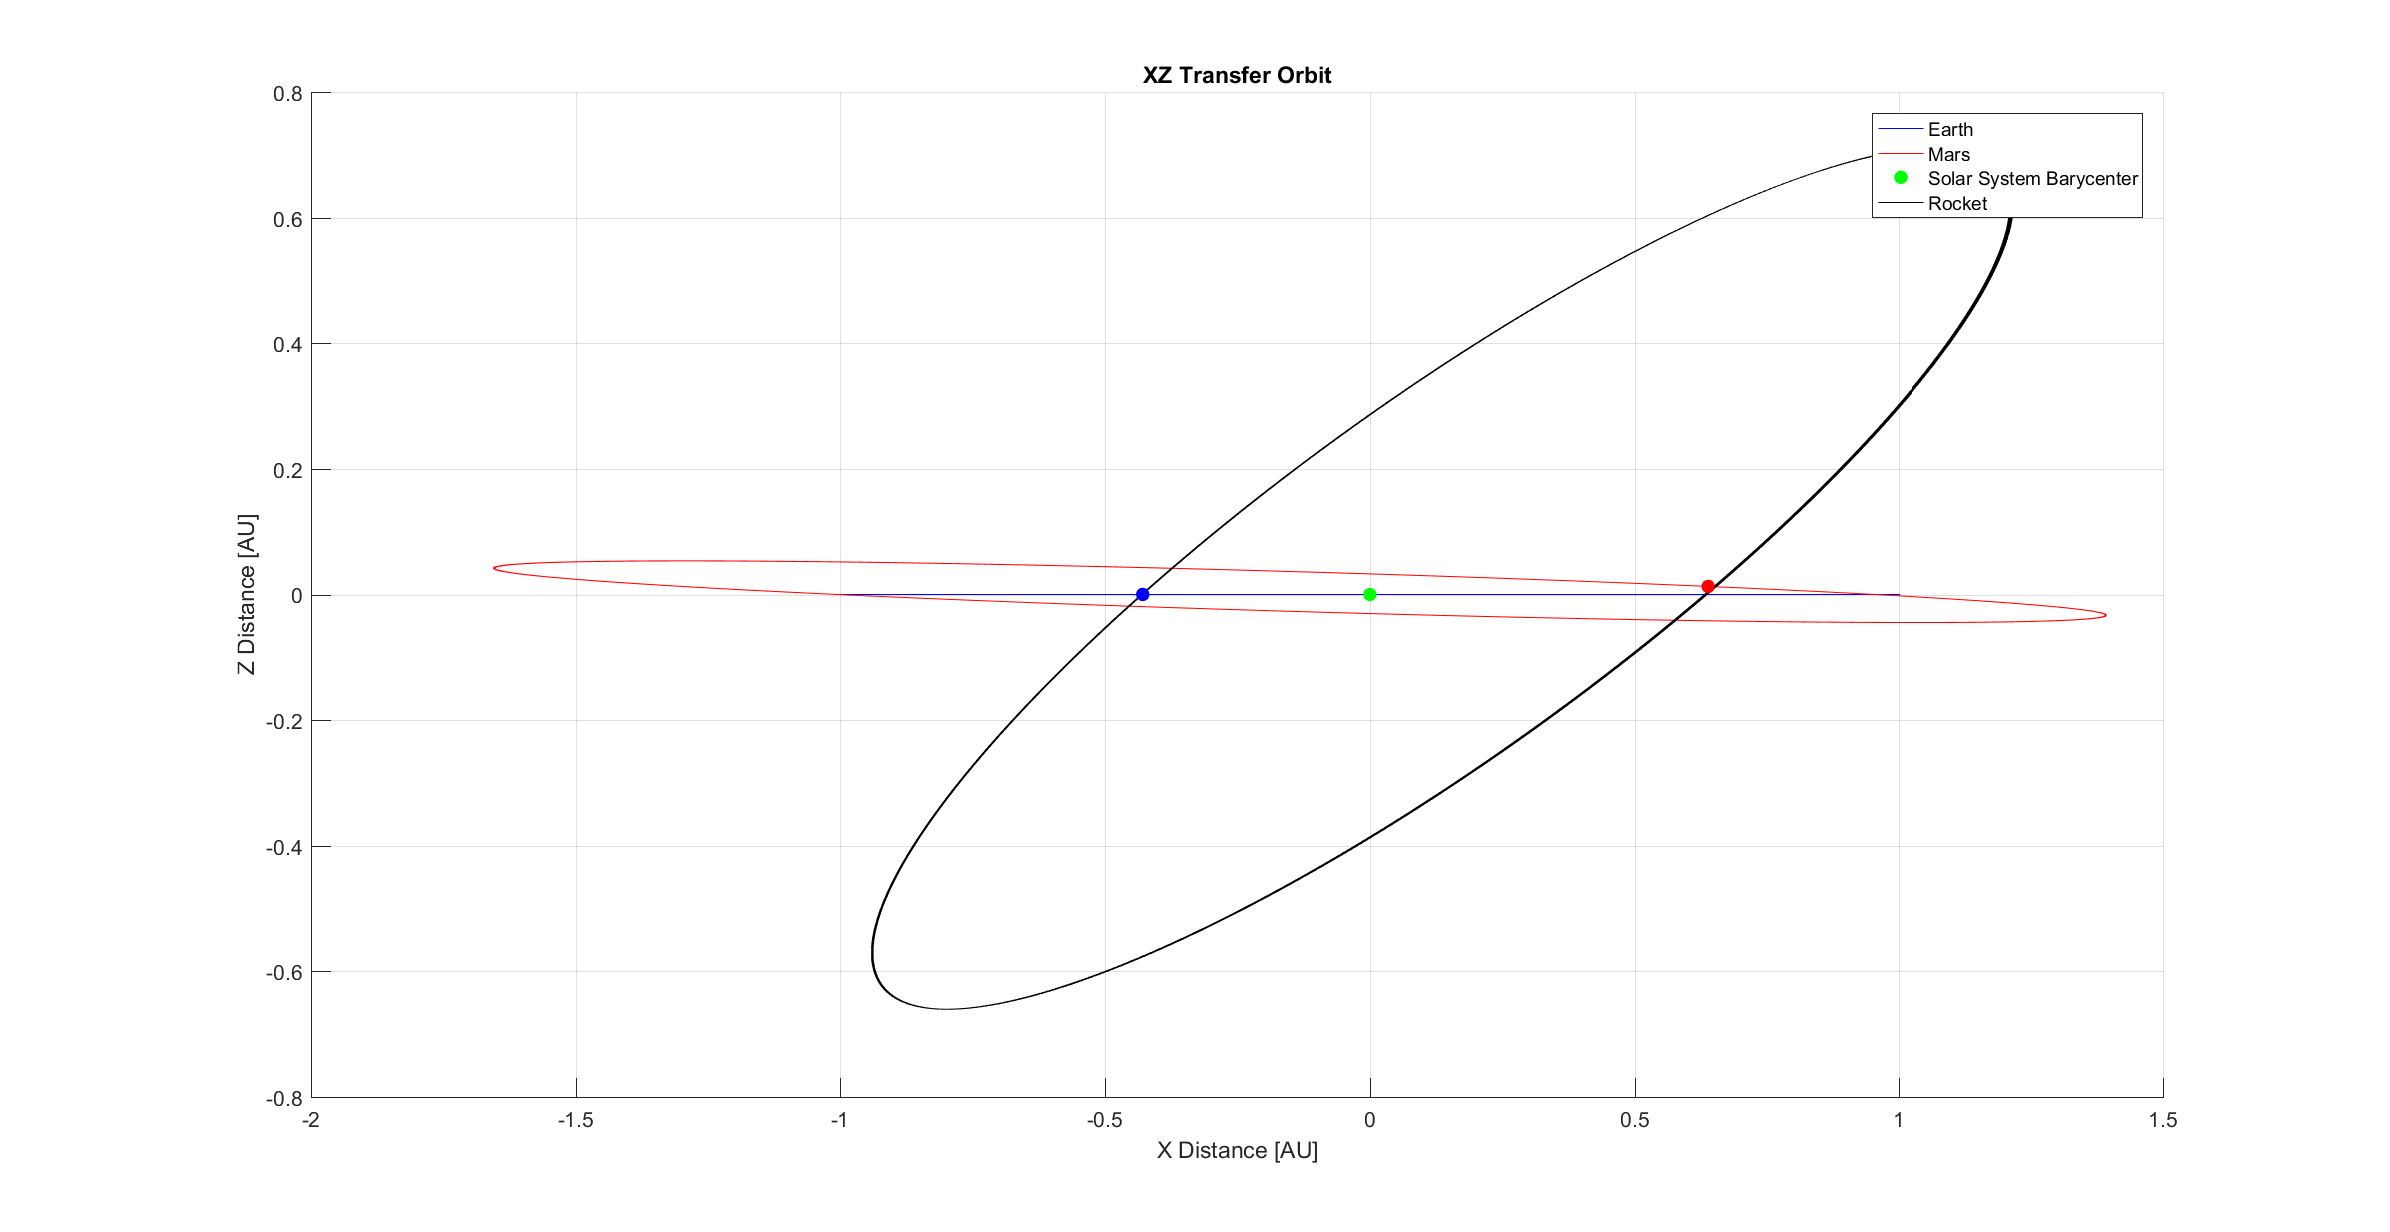 XZ Transfer Orbit
0.8
0.6
0.4
0.2
0
-0.2
-0.4
-0.6
-0.8
Z Distance [AU]
Earth
Mars
Solar System Barycenter
Rocket
-2
-1.5
-1
-0.5
0
0.5
1
1.5
X Distance [AU]